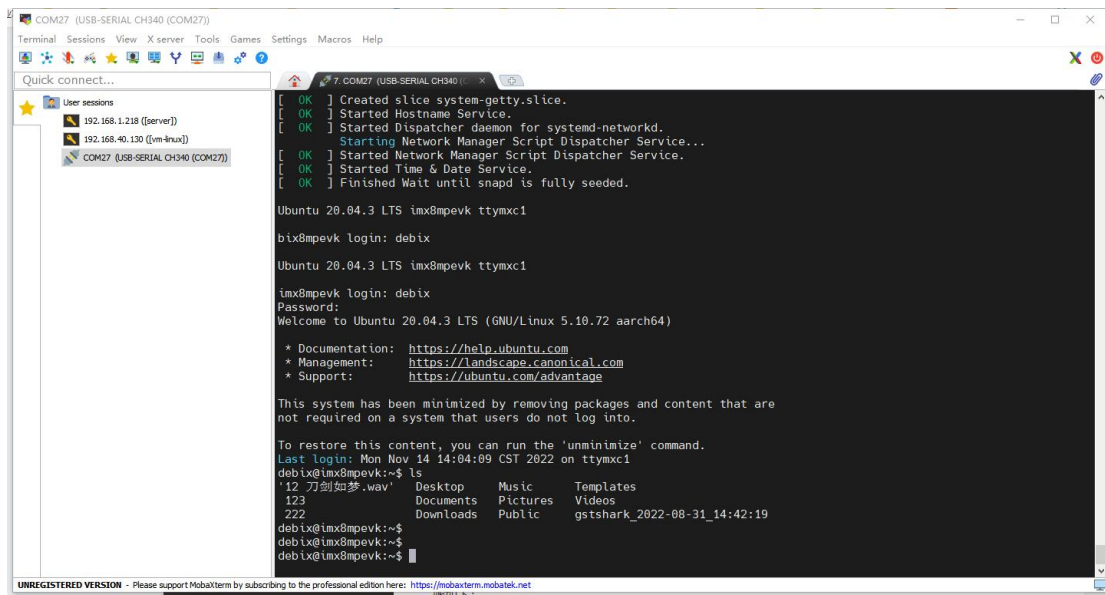 COM27 (USB-SERIAL CH340 (COM27))
Terminal Sessions View X server Tools Games Settings Macros Help
Quick connect...
7. COM27 (USB-SERIAL CH340 (
User sessions
192.168.1.218 ([server])
192.168.40.130 ([vm-linux])
COM27 (USB-SERIAL CH340 (COM27))
[ OK ] Created slice system-getty.slice.
[ OK ] Started Hostname Service.
[ OK ] Started Dispatcher daemon for systemd-networkd.
Starting Network Manager Script Dispatcher Service...
[ OK ] Started Network Manager Script Dispatcher Service.
[ OK ] Started Time & Date Service.
[ OK ] Finished Wait until snapd is fully seeded.
Ubuntu 20.04.3 LTS imx8mpevk ttymxc1
bix8mpevk login: debix
Ubuntu 20.04.3 LTS imx8mpevk ttymxc1
imx8mpevk login: debix
Password:
Welcome to Ubuntu 20.04.3 LTS (GNU/Linux 5.10.72 aarch64)
* Documentation: https://help.ubuntu.com
* Management: https://landscape.canonical.com
* Support: https://ubuntu.com/advantage
This system has been minimized by removing packages and content that are
not required on a system that users do not log into.
To restore this content, you can run the 'unminimize' command.
Last login: Mon Nov 14 14:04:09 CST 2022 on ttymxc1
debix@imx8mpevk:~$ ls
'12 刀剑如梦.wav' Desktop Music Templates
123 Documents Pictures Videos
222 Downloads Public gstshark_2022-08-31_14:42:19
debix@imx8mpevk:~$
debix@imx8mpevk:~$
debix@imx8mpevk:~$
UNREGISTERED VERSION - Please support MobaXterm by subscribing to the professional edition here: https://mobaxterm.mobatek.net